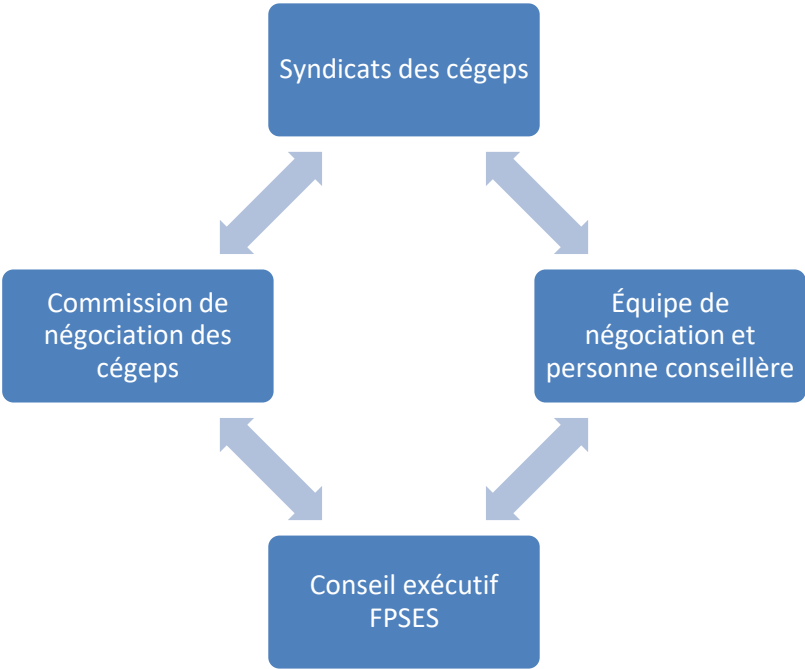 Syndicats des cégeps
Commission de
négociation des
cégeps
Équipe de
négociation et
personne conseillère
Conseil exécutif
FPSES